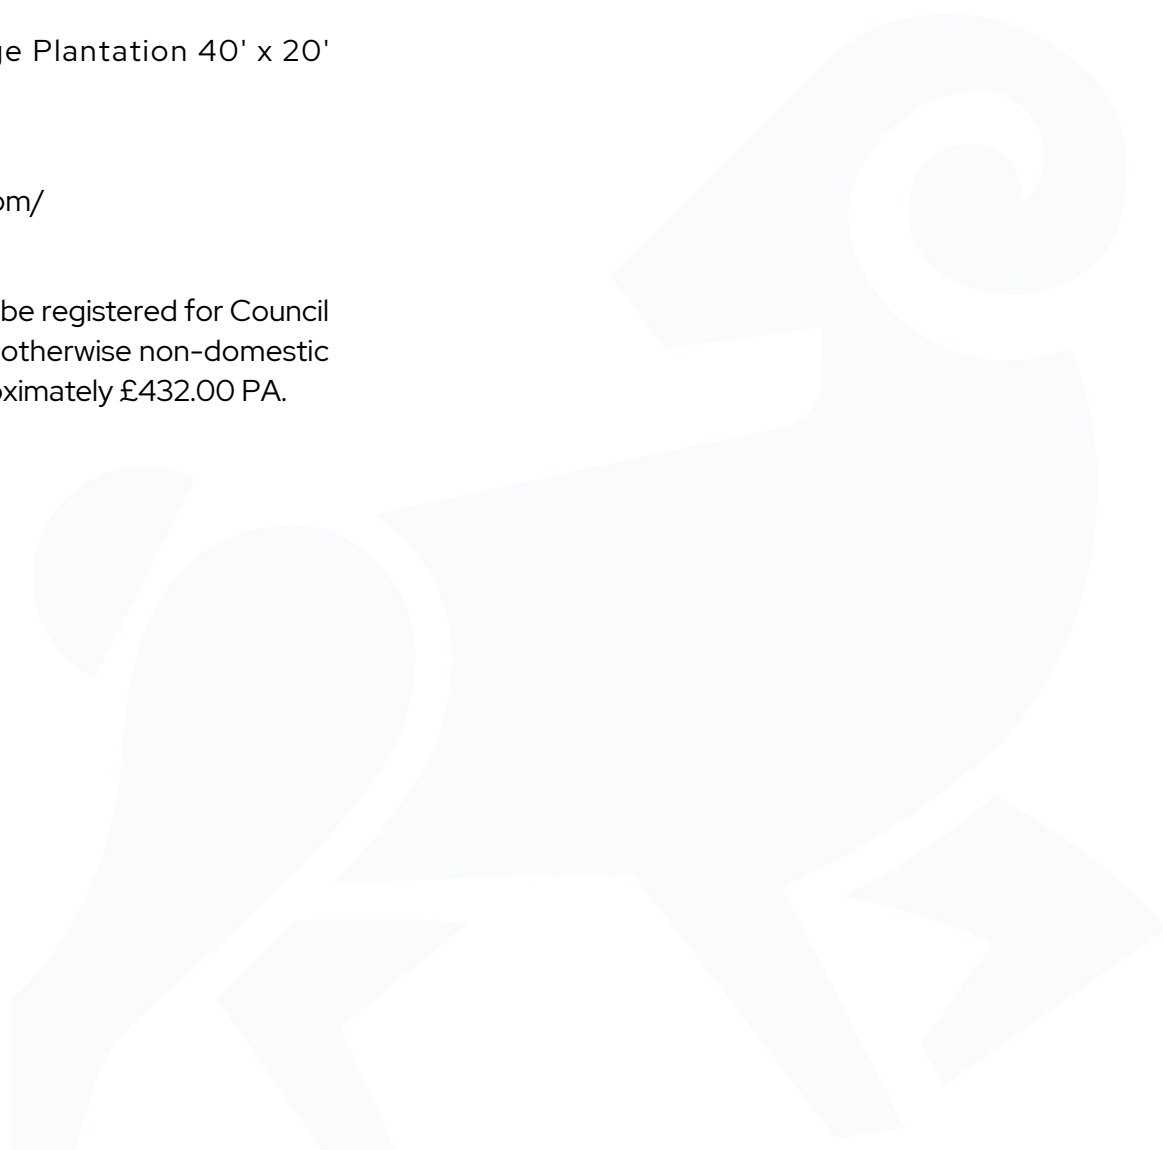 ge Plantation 40' x 20'
om/
be registered for Council
otherwise non-domestic
oximately £432.00 PA.